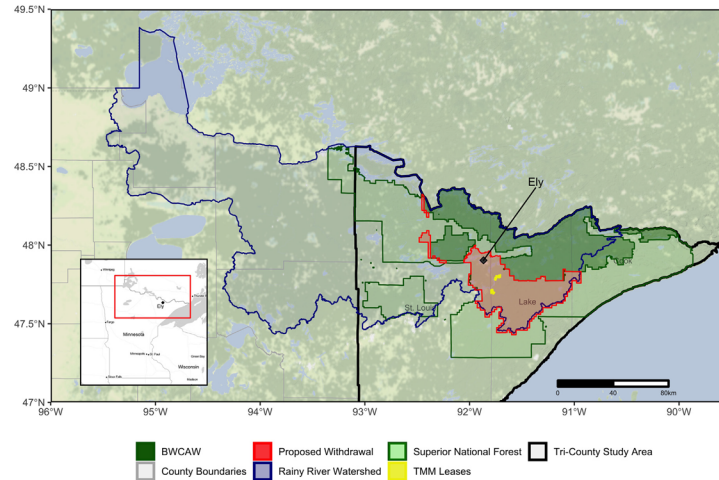 49.5°N
49°N
48.5°N
Ely
48°N
Lake
St. Loui
47.5°N
Ely
Minnesota
Wisconsin
0
40
80km
47°N
96°W 95°W 94°W 93°W 92°W 91°W 90°W
BWCAW Proposed Withdrawal Superior National Forest Tri-County Study Area
County Boundaries Rainy River Watershed TMM Leases